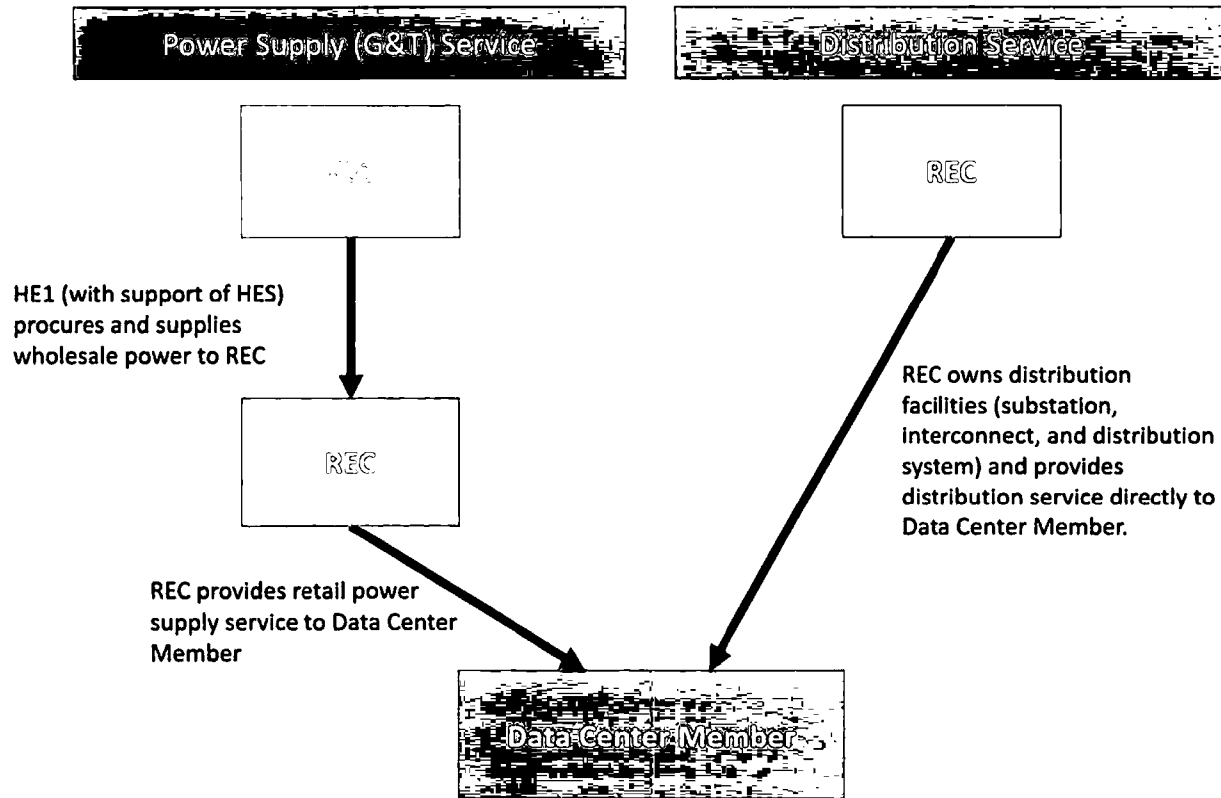 Power Supply (G&T) Service
Distribution Service
REC
HE1 (with support of HES)
procures and supplies
wholesale power to REC
REC owns distribution
facilities (substation,
interconnect, and distribution
system) and provides
distribution service directly to
Data Center Member.
REC
REC provides retail power
supply service to Data Center
Member
Data Center Member